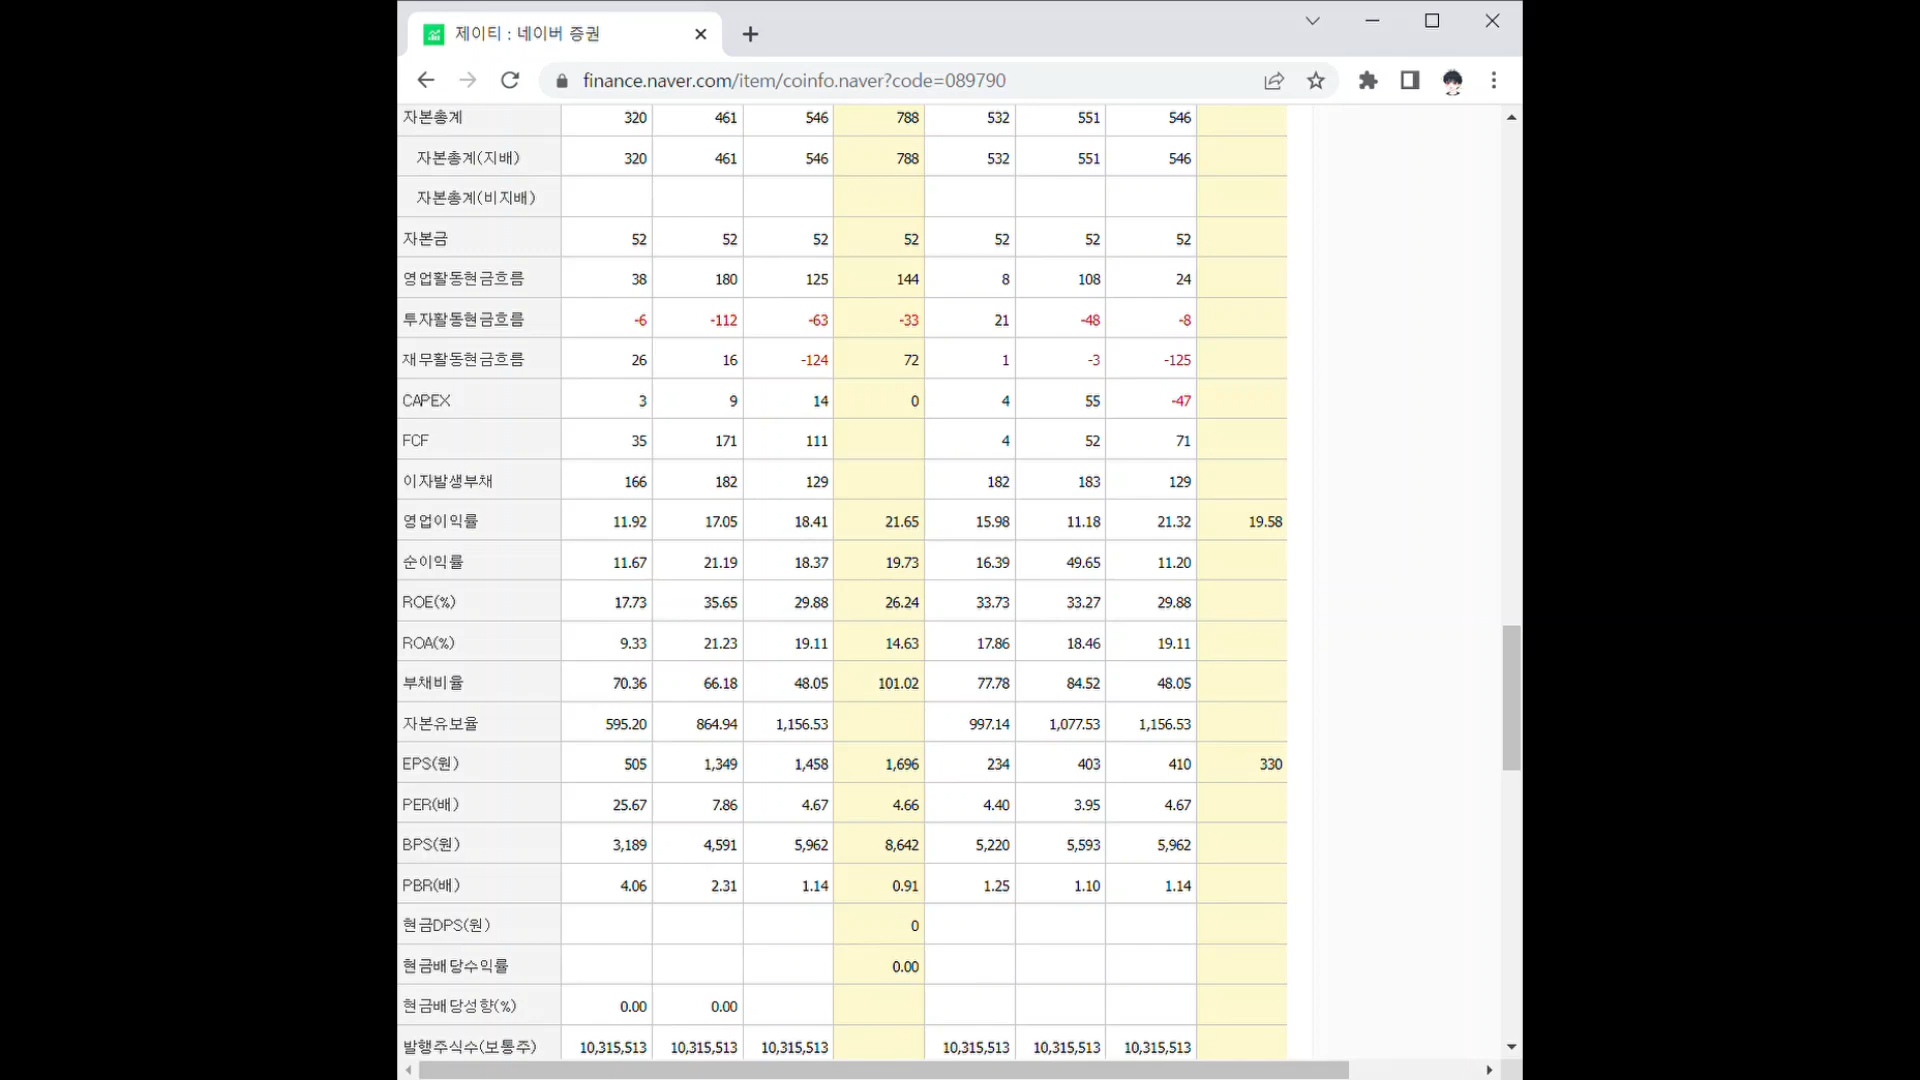 제이티 : 네이버 증권
finance.naver.com/item/coinfo.naver?code=089790
자본총계 320 461 546 788 532 551 546
자본총계(지배) 320 461 546 788 532 551 546
자본총계(비지배)
자본금 52 52 52 52 52 52 52
영업활동현금흐름 38 180 125 144 8 108 24
투자활동현금흐름 -6 -112 -63 -33 21 -48 -8
재무활동현금흐름 26 16 -124 72 1 -3 -125
CAPEX 3 9 14 0 4 55 -47
FCF 35 171 111 4 52 71
이자발생부채 166 182 129 182 183 129
영업이익률 11.92 17.05 18.41 21.65 15.98 11.18 21.32 19.58
순이익률 11.67 21.19 18.37 19.73 16.39 49.65 11.20
ROE(%) 17.73 35.65 29.88 26.24 33.73 33.27 29.88
ROA(%) 9.33 21.23 19.11 14.63 17.86 18.46 19.11
부채비율 70.36 66.18 48.05 101.02 77.78 84.52 48.05
자본유보율 595.20 864.94 1,156.53 997.14 1,077.53 1,156.53
EPS(원) 505 1,349 1,458 1,696 234 403 410 330
PER(배) 25.67 7.86 4.67 4.66 4.40 3.95 4.67
BPS(원) 3,189 4,591 5,962 8,642 5,220 5,593 5,962
PBR(배) 4.06 2.31 1.14 0.91 1.25 1.10 1.14
현금DPS(원) 0
현금배당수익률 0.00
현금배당성향(%) 0.00 0.00
발행주식수(보통주) 10,315,513 10,315,513 10,315,513 10,315,513 10,315,513 10,315,513